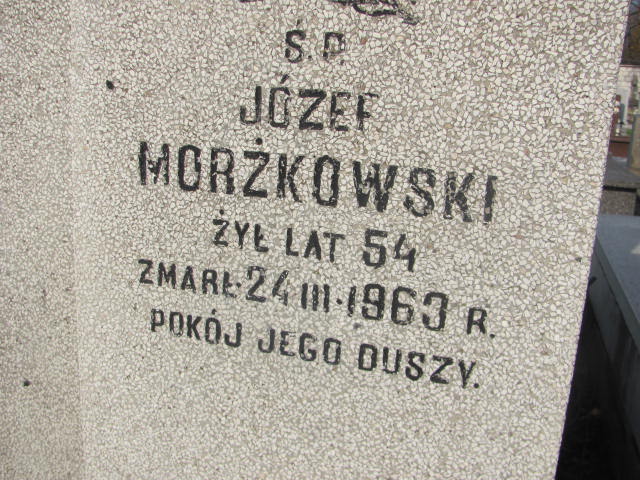 Ś.P.
JÓZEF
MORŻKOWSKI
ŻYŁ LAT 54
ZMARŁ·24 III·1963 R.
POKÓJ JEGO DUSZY.